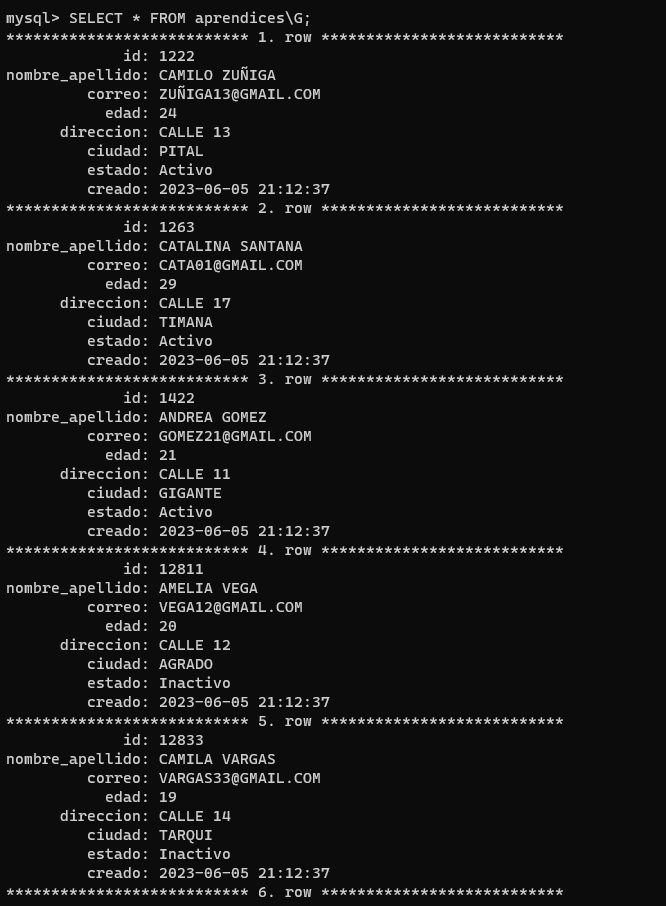 mysql> SELECT * FROM aprendices\G;
*************************** 1. row ***************************
id: 1222
nombre_apellido: CAMILO ZUÑIGA
correo: ZUÑIGA13@GMAIL.COM
edad: 24
direccion: CALLE 13
ciudad: PITAL
estado: Activo
creado: 2023-06-05 21:12:37
*************************** 2. row ***************************
id: 1263
nombre_apellido: CATALINA SANTANA
correo: CATA01@GMAIL.COM
edad: 29
direccion: CALLE 17
ciudad: TIMANA
estado: Activo
creado: 2023-06-05 21:12:37
*************************** 3. row ***************************
id: 1422
nombre_apellido: ANDREA GOMEZ
correo: GOMEZ21@GMAIL.COM
edad: 21
direccion: CALLE 11
ciudad: GIGANTE
estado: Activo
creado: 2023-06-05 21:12:37
*************************** 4. row ***************************
id: 12811
nombre_apellido: AMELIA VEGA
correo: VEGA12@GMAIL.COM
edad: 20
direccion: CALLE 12
ciudad: AGRADO
estado: Inactivo
creado: 2023-06-05 21:12:37
*************************** 5. row ***************************
id: 12833
nombre_apellido: CAMILA VARGAS
correo: VARGAS33@GMAIL.COM
edad: 19
direccion: CALLE 14
ciudad: TARQUI
estado: Inactivo
creado: 2023-06-05 21:12:37
*************************** 6. row ***************************